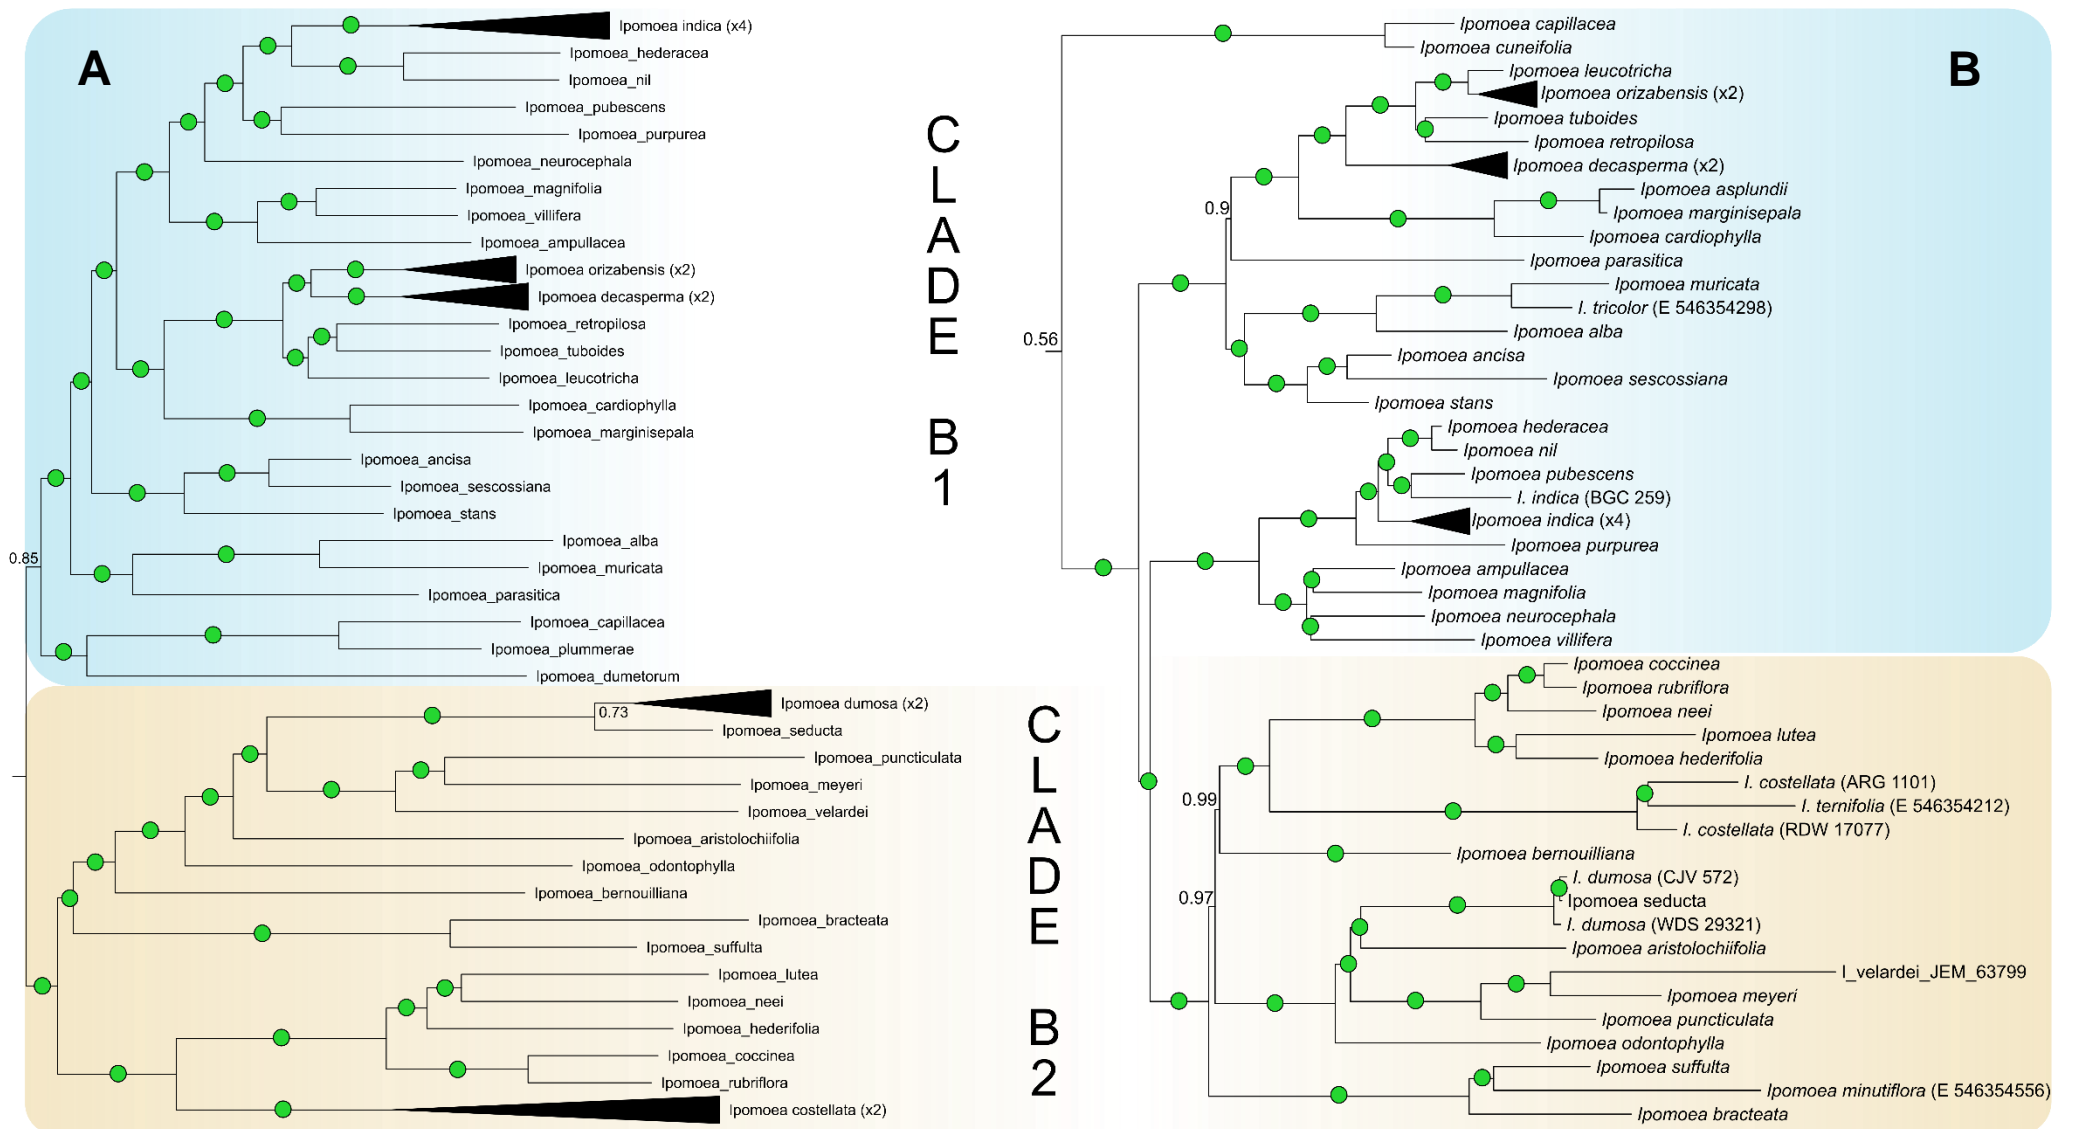 A
Ipomoea indica (x4)
Ipomoea_hederacea
Ipomoea_nil
Ipomoea_pubescens
Ipomoea_purpurea
Ipomoea_neurocephala
Ipomoea_magnifolia
Ipomoea_villifera
Ipomoea_ampullacea
Ipomoea orizabensis (x2)
Ipomoea decasperma (x2)
Ipomoea_retropilosa
Ipomoea_tuboides
Ipomoea_leucotricha
Ipomoea_cardiophylla
Ipomoea_marginisepala
Ipomoea_ancisa
Ipomoea_sescossiana
Ipomoea_stans
Ipomoea_alba
0.85
Ipomoea_muricata
Ipomoea_parasitica
Ipomoea_capillacea
Ipomoea_plummerae
Ipomoea_dumetorum
Ipomoea dumosa (x2)
0.73
Ipomoea_seducta
Ipomoea_puncticulata
Ipomoea_meyeri
Ipomoea_velardei
Ipomoea_aristolochiifolia
Ipomoea_odontophylla
Ipomoea_bernouilliana
Ipomoea_bracteata
Ipomoea_suffulta
Ipomoea_lutea
Ipomoea_neei
Ipomoea_hederifolia
Ipomoea_coccinea
Ipomoea_rubriflora
Ipomoea costellata (x2)
CLADE B1
CLADE B2
B
Ipomoea capillacea
Ipomoea cuneifolia
Ipomoea leucotricha
Ipomoea orizabensis (x2)
Ipomoea tuboides
Ipomoea retropilosa
Ipomoea decasperma (x2)
Ipomoea asplundii
0.9
Ipomoea marginisepala
Ipomoea cardiophylla
Ipomoea parasitica
Ipomoea muricata
I. tricolor (E 546354298)
Ipomoea alba
0.56
Ipomoea ancisa
Ipomoea sescossiana
Ipomoea stans
Ipomoea hederacea
Ipomoea nil
Ipomoea pubescens
I. indica (BGC 259)
Ipomoea indica (x4)
Ipomoea purpurea
Ipomoea ampullacea
Ipomoea magnifolia
Ipomoea neurocephala
Ipomoea villifera
Ipomoea coccinea
Ipomoea rubriflora
Ipomoea neei
Ipomoea lutea
Ipomoea hederifolia
I. costellata (ARG 1101)
0.99
I. ternifolia (E 546354212)
I. costellata (RDW 17077)
Ipomoea bernouilliana
I. dumosa (CJV 572)
0.97
Ipomoea seducta
I. dumosa (WDS 29321)
Ipomoea aristolochiifolia
I_velardei_JEM_63799
Ipomoea meyeri
Ipomoea puncticulata
Ipomoea odontophylla
Ipomoea suffulta
Ipomoea minutiflora (E 546354556)
Ipomoea bracteata